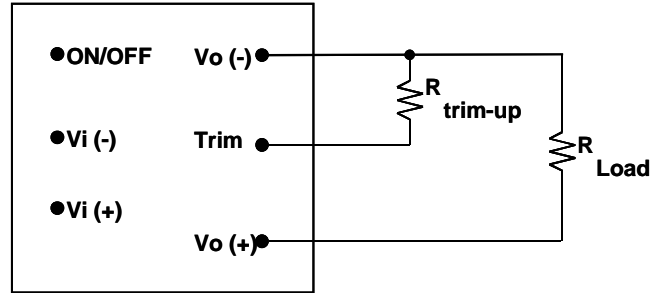 ON/OFF
Vo (-)
R
trim-up
Vi (-)
Trim
R
Load
Vi (+)
Vo (+)